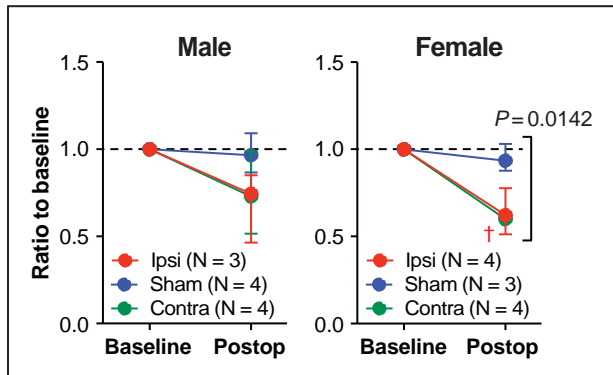 Male
Female
Ratio to baseline
1.5
1.0
0.5
0.0
Ipsi (N = 3)
Sham (N = 4)
Contra (N = 4)
Baseline
Postop
1.5
1.0
0.5
0.0
P = 0.0142
†
Ipsi (N = 4)
Sham (N = 3)
Contra (N = 4)
Baseline
Postop